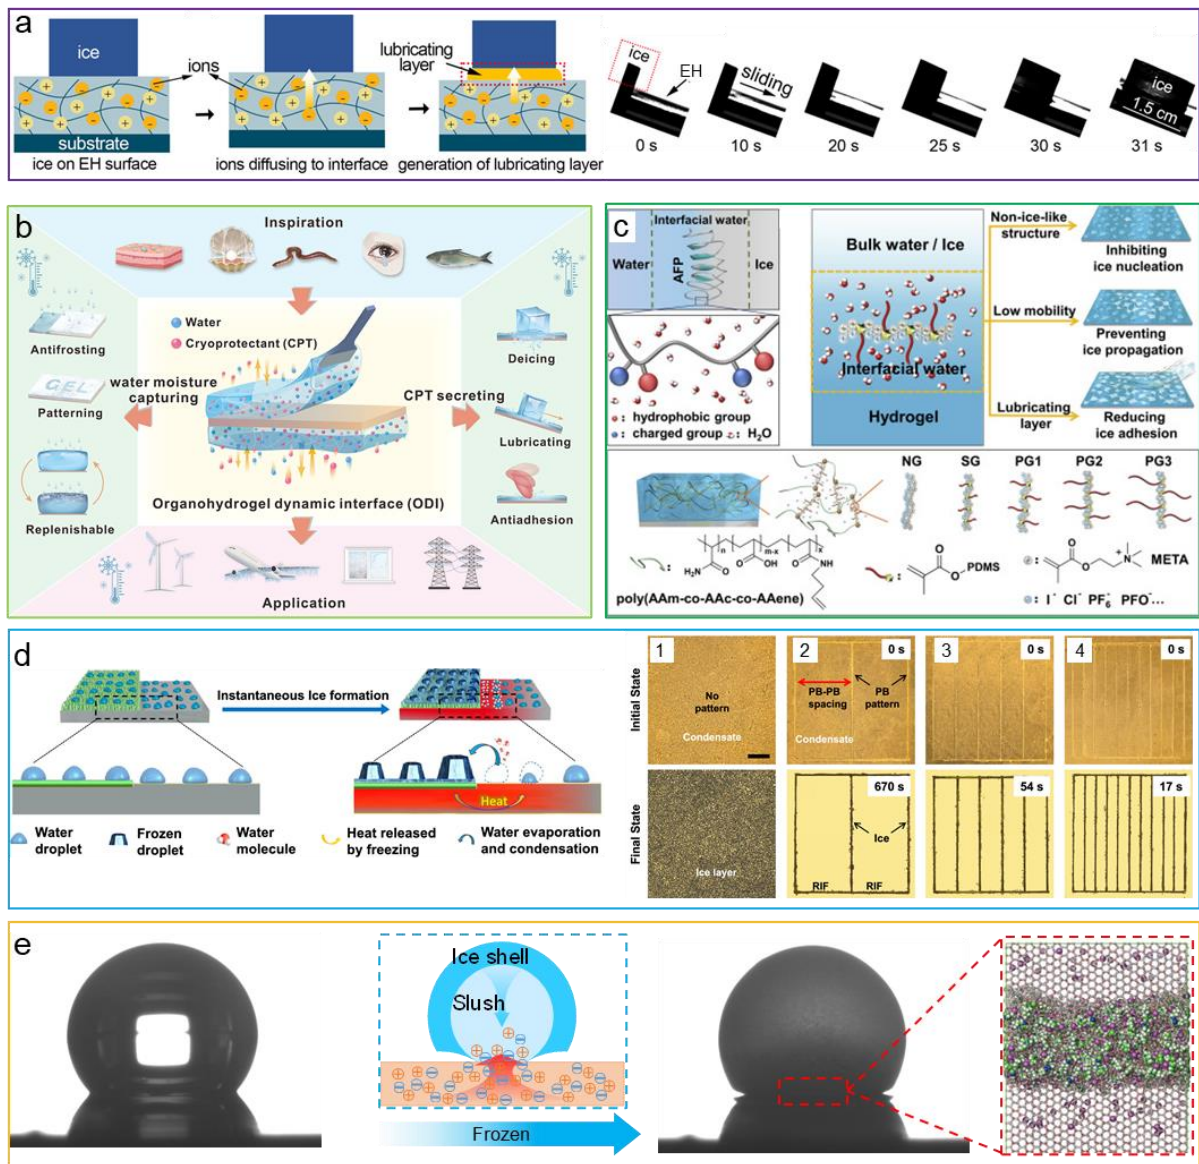 a
ice
ions
lubricating
layer
substrate
ice on EH surface
ions diffusing to interface
generation of lubricating layer
ice
EH
sliding
ice
1.5 cm
0 s
10 s
20 s
25 s
30 s
31 s
b
Inspiration
Water
Cryoprotectant (CPT)
Antifrosting
Patterning
GEL
Replenishable
water moisture
capturing
CPT secreting
Deicing
Lubricating
Antiadhesion
Organohydrogel dynamic interface (ODI)
Application
c
Interfacial water
Water
AFP
Ice
: hydrophobic group
: charged group
: H₂O
Bulk water / Ice
Interfacial water
Hydrogel
Non-ice-like
structure
Inhibiting
ice nucleation
Low mobility
Preventing
ice propagation
Lubricating
layer
Reducing
ice adhesion
NG
SG
PG1
PG2
PG3
n
m-x
x
H₂N
O
O
OH
O
NH
:
poly(AAm-co-AAc-co-AAene)
:
O
O
PDMS
:
O
O
N
+
META
: I⁻ Cl⁻ PF₆⁻ PFO⁻...
d
Instantaneous Ice formation
Heat
Water
droplet
Frozen
droplet
Water
molecule
Heat released
by freezing
Water evaporation
and condensation
Initial State
1
No
pattern
Condensate
2
0 s
PB-PB
spacing
PB
pattern
Condensate
3
0 s
4
0 s
Final State
Ice layer
670 s
Ice
RIF
RIF
54 s
17 s
e
Ice shell
Slush
Frozen